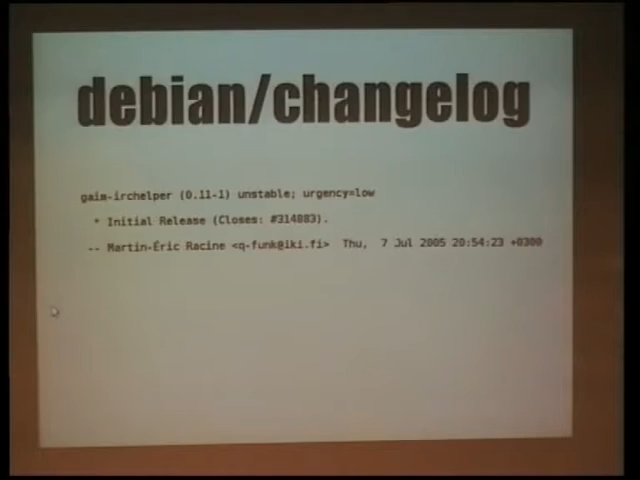 debian/changelog
gaim-irchelper (0.11-1) unstable; urgency=low
* Initial Release (Closes: #314883).
-- Martin-Éric Racine <q-funk@iki.fi> Thu, 7 Jul 2005 20:54:23 +0300